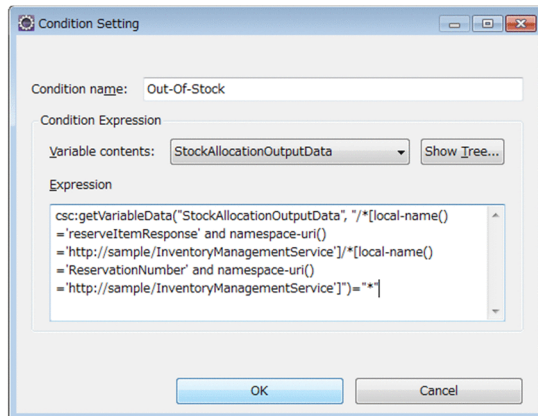 Condition Setting
Condition name: Out-Of-Stock
Condition Expression
Variable contents: StockAllocationOutputData Show Tree...
Expression
csc:getVariableData("StockAllocationOutputData", "/*[local-name()
='reserveItemResponse' and namespace-uri()
='http://sample/InventoryManagementService']/*[local-name()
='ReservationNumber' and namespace-uri()
='http://sample/InventoryManagementService']")="*"
OK Cancel